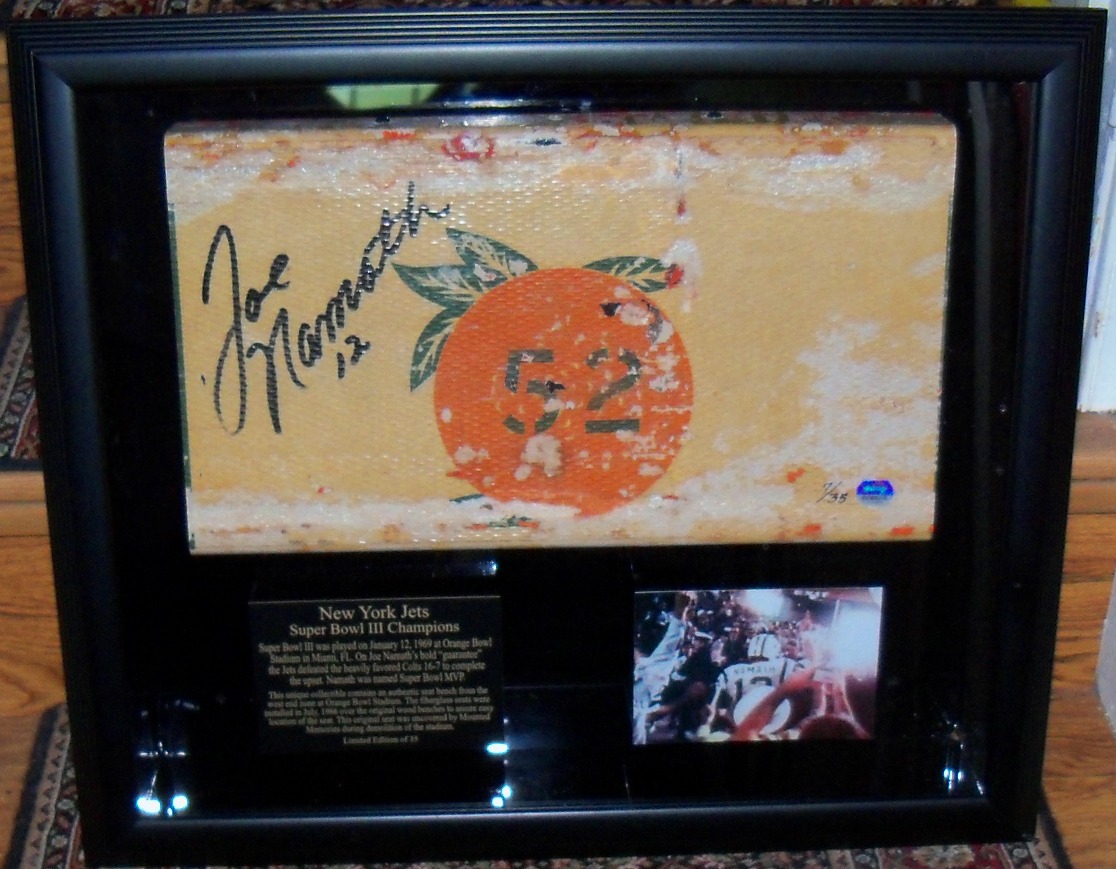 Joe
Namath
12
52
7/35
New York Jets
Super Bowl III Champions
Super Bowl III was played on January 12, 1969 at Orange Bowl
Stadium in Miami, FL. On Joe Namath's bold "guarantee"
the Jets defeated the heavily favored Colts 16-7 to complete
the upset. Namath was named Super Bowl MVP.
This unique collectible contains an authentic seat bench from the
west end zone at Orange Bowl Stadium. The fiberglass seats were
installed in July, 1966 over the original wood benches to assure easy
location of the seat. This original seat was uncovered by Mounted
Memories during demolition of the stadium.
Limited Edition of 35
NAMATH
12